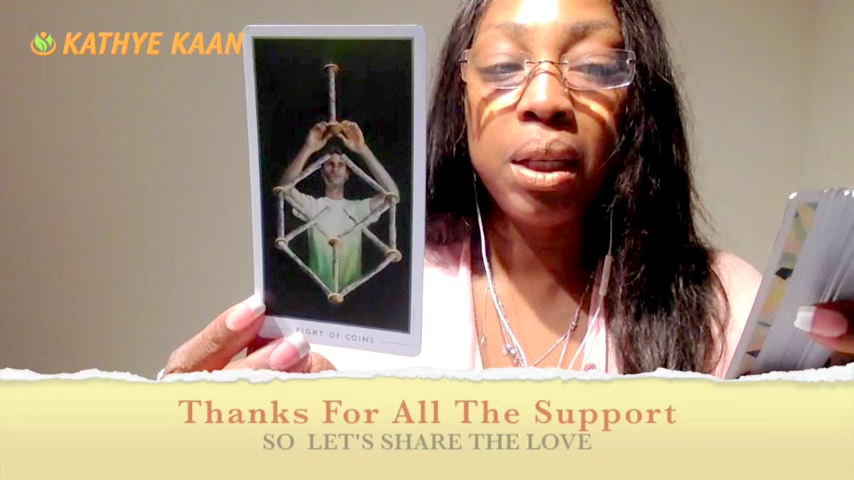 KATHYE KAAN
EIGHT OF COINS
Thanks For All The Support
SO LET'S SHARE THE LOVE